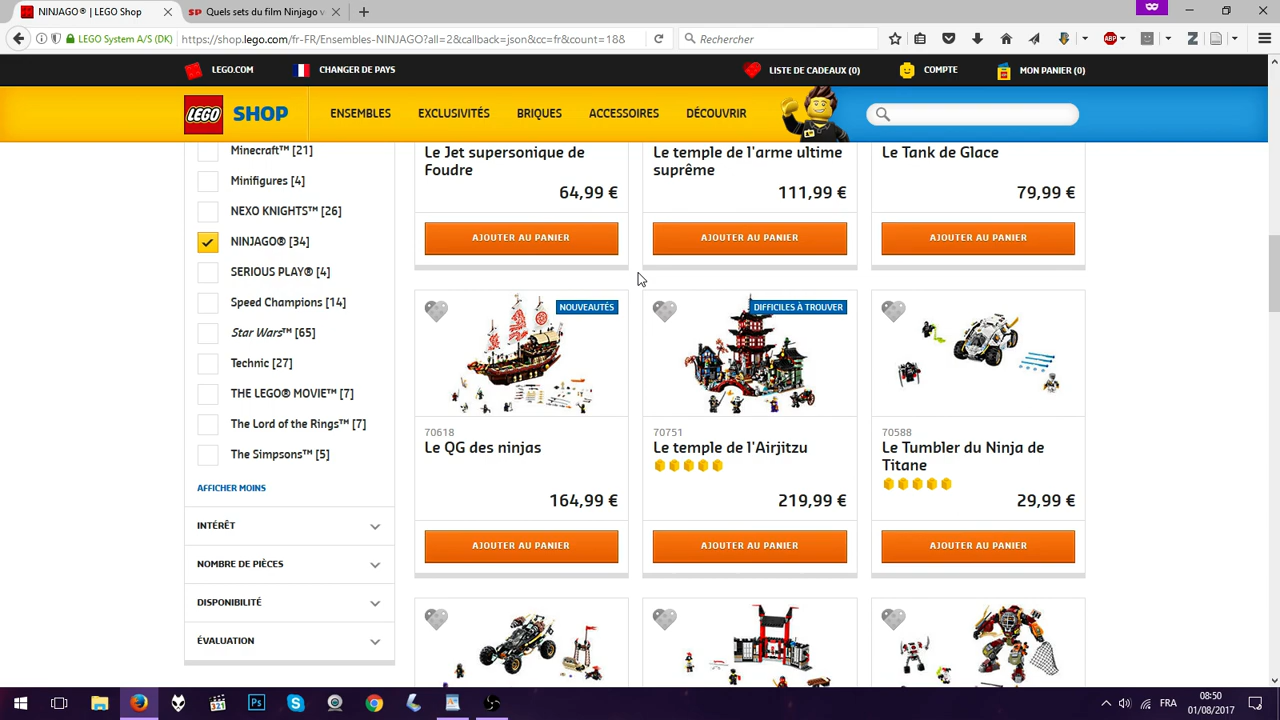 NINJAGO® | LEGO Shop
SP Quels sets du film Ninjago v
LEGO System A/S (DK)
https://shop.lego.com/fr-FR/Ensembles-NINJAGO?all=2&callback=json&cc=fr&count=18&
Rechercher
ABP
LEGO.COM
CHANGER DE PAYS
LISTE DE CADEAUX (0)
COMPTE
MON PANIER (0)
LEGO SHOP
ENSEMBLES
EXCLUSIVITÉS
BRIQUES
ACCESSOIRES
DÉCOUVRIR
Minecraft™ [21]
Minifigures [4]
NEXO KNIGHTS™ [26]
NINJAGO® [34]
SERIOUS PLAY® [4]
Speed Champions [14]
Star Wars™ [65]
Technic [27]
THE LEGO® MOVIE™ [7]
The Lord of the Rings™ [7]
The Simpsons™ [5]
AFFICHER MOINS
INTÉRÊT
NOMBRE DE PIÈCES
DISPONIBILITÉ
ÉVALUATION
Le Jet supersonique de
Foudre
64,99 €
AJOUTER AU PANIER
Le temple de l'arme ultime
suprême
111,99 €
AJOUTER AU PANIER
Le Tank de Glace
79,99 €
AJOUTER AU PANIER
NOUVEAUTÉS
70618
Le QG des ninjas
164,99 €
AJOUTER AU PANIER
DIFFICILES À TROUVER
70751
Le temple de l'Airjitzu
219,99 €
AJOUTER AU PANIER
70588
Le Tumbler du Ninja de
Titane
29,99 €
AJOUTER AU PANIER
321
Ps
FRA
08:50
01/08/2017